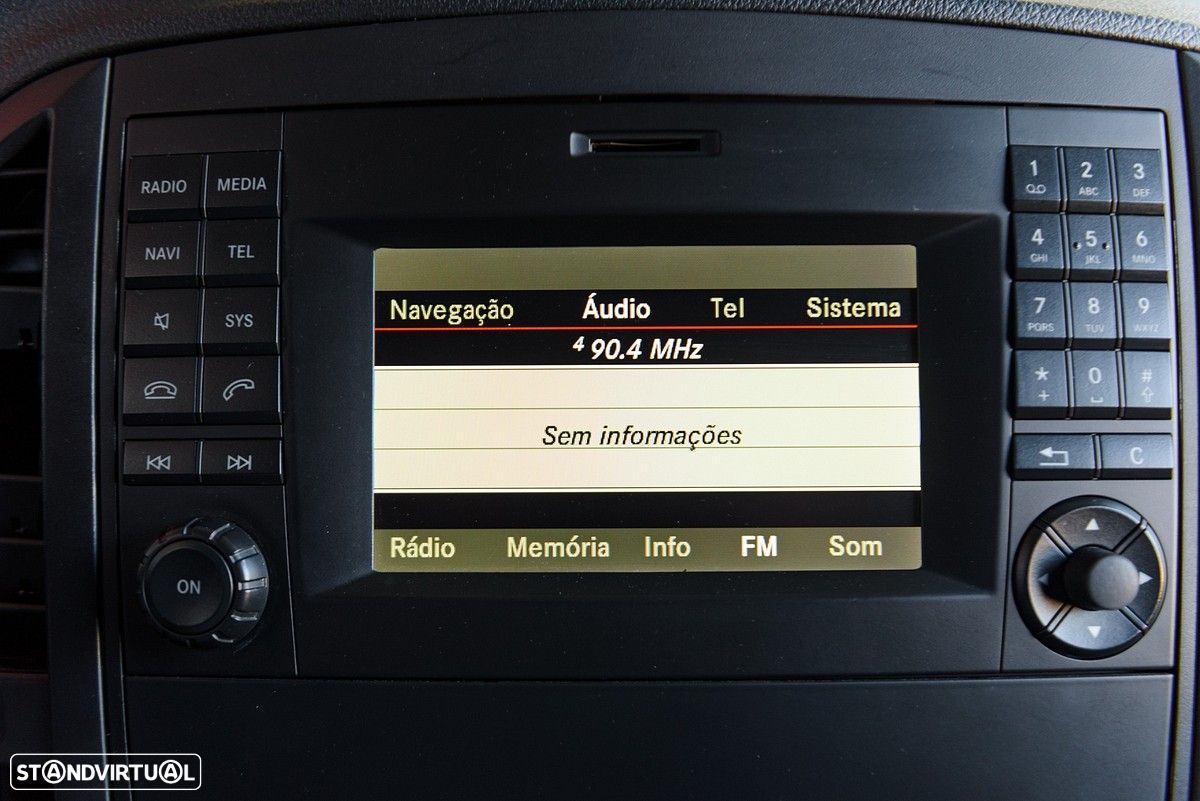 RADIO MEDIA
NAVI TEL
SYS
ON
Navegação Áudio Tel Sistema
4 90.4 MHz
Sem informações
Rádio Memória Info FM Som
1 2 3
ABC DEF
4 5 6
GHI JKL MNO
7 8 9
PQRS TUV WXYZ
* 0 #
+
C
STANDVIRTUAL